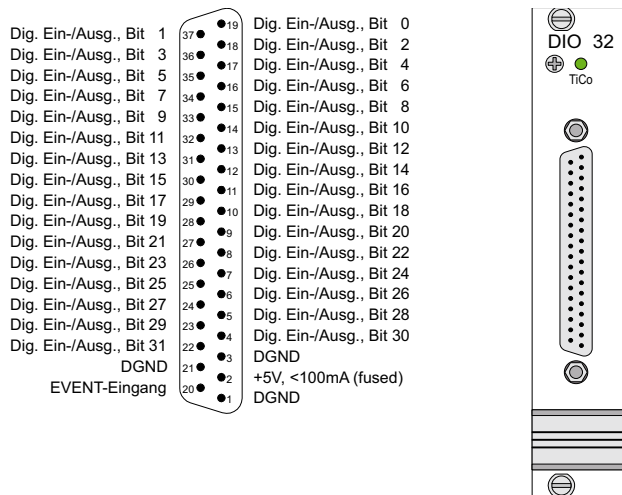 Dig. Ein-/Ausg., Bit 1
Dig. Ein-/Ausg., Bit 3
Dig. Ein-/Ausg., Bit 5
Dig. Ein-/Ausg., Bit 7
Dig. Ein-/Ausg., Bit 9
Dig. Ein-/Ausg., Bit 11
Dig. Ein-/Ausg., Bit 13
Dig. Ein-/Ausg., Bit 15
Dig. Ein-/Ausg., Bit 17
Dig. Ein-/Ausg., Bit 19
Dig. Ein-/Ausg., Bit 21
Dig. Ein-/Ausg., Bit 23
Dig. Ein-/Ausg., Bit 25
Dig. Ein-/Ausg., Bit 27
Dig. Ein-/Ausg., Bit 29
Dig. Ein-/Ausg., Bit 31
DGND
EVENT-Eingang
37
36
35
34
33
32
31
30
29
28
27
26
25
24
23
22
21
20
19
18
17
16
15
14
13
12
11
10
9
8
7
6
5
4
3
2
1
Dig. Ein-/Ausg., Bit 0
Dig. Ein-/Ausg., Bit 2
Dig. Ein-/Ausg., Bit 4
Dig. Ein-/Ausg., Bit 6
Dig. Ein-/Ausg., Bit 8
Dig. Ein-/Ausg., Bit 10
Dig. Ein-/Ausg., Bit 12
Dig. Ein-/Ausg., Bit 14
Dig. Ein-/Ausg., Bit 16
Dig. Ein-/Ausg., Bit 18
Dig. Ein-/Ausg., Bit 20
Dig. Ein-/Ausg., Bit 22
Dig. Ein-/Ausg., Bit 24
Dig. Ein-/Ausg., Bit 26
Dig. Ein-/Ausg., Bit 28
Dig. Ein-/Ausg., Bit 30
DGND
+5V, <100mA (fused)
DGND
DIO 32
TiCo